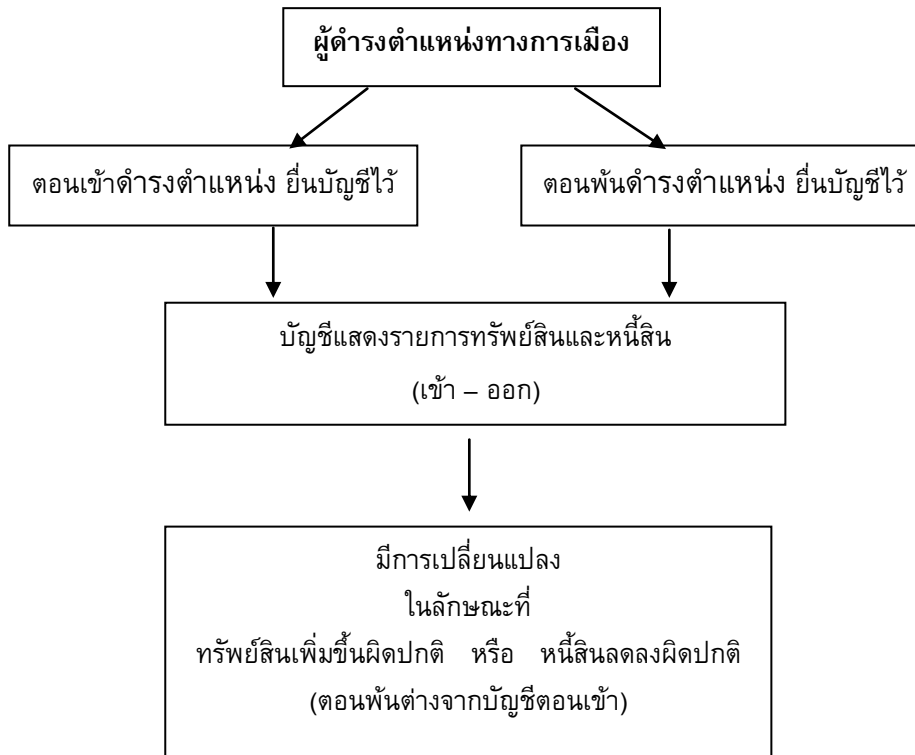 ผู้ดำรงตำแหน่งทางการเมือง
ตอนเข้าดำรงตำแหน่ง ยื่นบัญชีไว้
ตอนพ้นดำรงตำแหน่ง ยื่นบัญชีไว้
บัญชีแสดงรายการทรัพย์สินและหนี้สิน
(เข้า – ออก)
มีการเปลี่ยนแปลง
ในลักษณะที่
ทรัพย์สินเพิ่มขึ้นผิดปกติ หรือ หนี้สินลดลงผิดปกติ
(ตอนพ้นต่างจากบัญชีตอนเข้า)